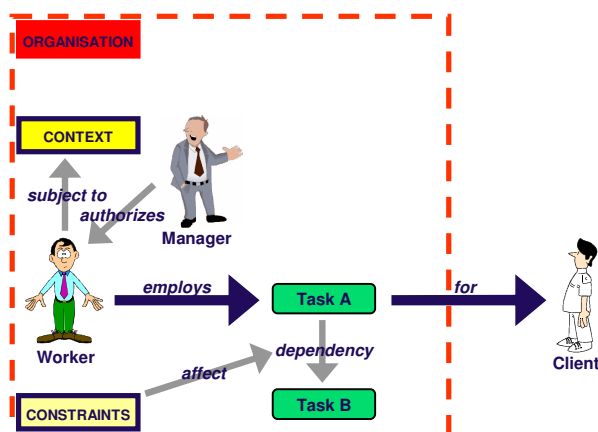 ORGANISATION
CONTEXT
subject to
authorizes
Manager
employs
Task A
for
Worker
dependency
Client
affect
CONSTRAINTS
Task B